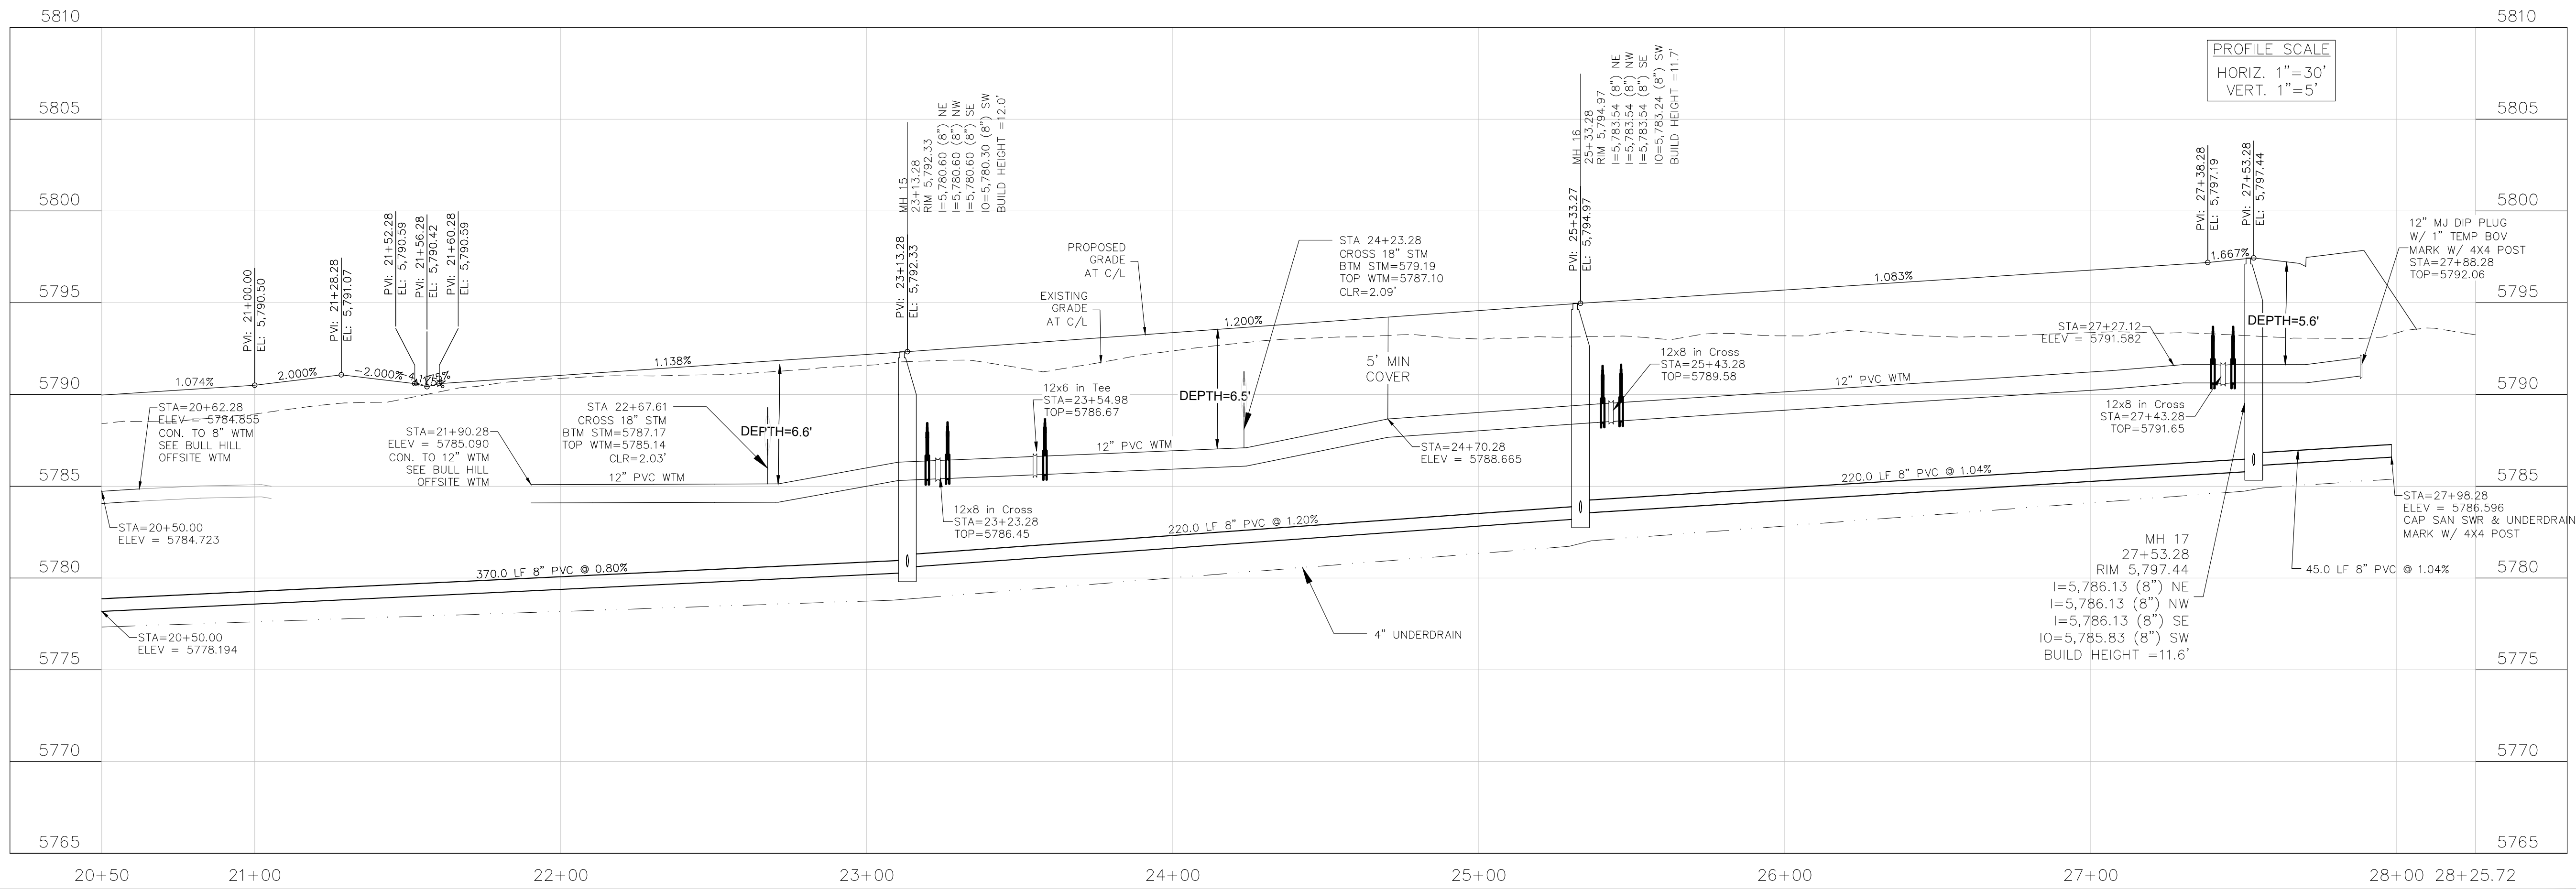 5810
5805
5800
5795
5790
5785
5780
5775
5770
5765
5810
5805
5800
5795
5790
5785
5780
5775
5770
5765
PROFILE SCALE
HORIZ. 1"=30'
VERT. 1"=5'
PVI: 21+00.00
EL: 5,790.50
PVI: 21+28.28
EL: 5,791.07
PVI: 21+52.28
EL: 5,790.59
PVI: 21+56.28
EL: 5,790.42
PVI: 21+60.28
EL: 5,790.59
MH 15
23+13.28
RIM 5,792.33
I=5,780.60 (8") NE
I=5,780.60 (8") NW
I=5,780.60 (8") SE
IO=5,780.30 (8") SW
BUILD HEIGHT =12.0'
PVI: 23+13.28
EL: 5,792.33
PROPOSED
GRADE
AT C/L
EXISTING
GRADE
AT C/L
STA 24+23.28
CROSS 18" STM
BTM STM=579.19
TOP WTM=5787.10
CLR=2.09'
MH 16
25+33.28
RIM 5,794.97
I=5,783.54 (8") NE
I=5,783.54 (8") NW
I=5,783.54 (8") SE
IO=5,783.24 (8") SW
BUILD HEIGHT =11.7'
PVI: 25+33.27
EL: 5,794.97
PVI: 27+38.28
EL: 5,797.19
PVI: 27+53.28
EL: 5,797.44
12" MJ DIP PLUG
W/ 1" TEMP BOV
MARK W/ 4X4 POST
STA=27+88.28
TOP=5792.06
1.074%
2.000%
-2.000%
1.138%
1.200%
1.083%
1.667%
STA=20+62.28
ELEV = 5784.855
CON. TO 8" WTM
SEE BULL HILL
OFFSITE WTM
STA=21+90.28
ELEV = 5785.090
CON. TO 12" WTM
SEE BULL HILL
OFFSITE WTM
STA 22+67.61
CROSS 18" STM
BTM STM=5787.17
TOP WTM=5785.14
CLR=2.03'
DEPTH=6.6'
12" PVC WTM
12x6 in Tee
STA=23+54.98
TOP=5786.67
12" PVC WTM
DEPTH=6.5'
5' MIN
COVER
STA=24+70.28
ELEV = 5788.665
12x8 in Cross
STA=25+43.28
TOP=5789.58
12" PVC WTM
STA=27+27.12
ELEV = 5791.582
DEPTH=5.6'
12x8 in Cross
STA=27+43.28
TOP=5791.65
STA=20+50.00
ELEV = 5784.723
12x8 in Cross
STA=23+23.28
TOP=5786.45
370.0 LF 8" PVC @ 0.80%
220.0 LF 8" PVC @ 1.20%
220.0 LF 8" PVC @ 1.04%
STA=27+98.28
ELEV = 5786.596
CAP SAN SWR & UNDERDRAIN
MARK W/ 4X4 POST
45.0 LF 8" PVC @ 1.04%
MH 17
27+53.28
RIM 5,797.44
I=5,786.13 (8") NE
I=5,786.13 (8") NW
I=5,786.13 (8") SE
IO=5,785.83 (8") SW
BUILD HEIGHT =11.6'
STA=20+50.00
ELEV = 5778.194
4" UNDERDRAIN
20+50
21+00
22+00
23+00
24+00
25+00
26+00
27+00
28+00
28+25.72